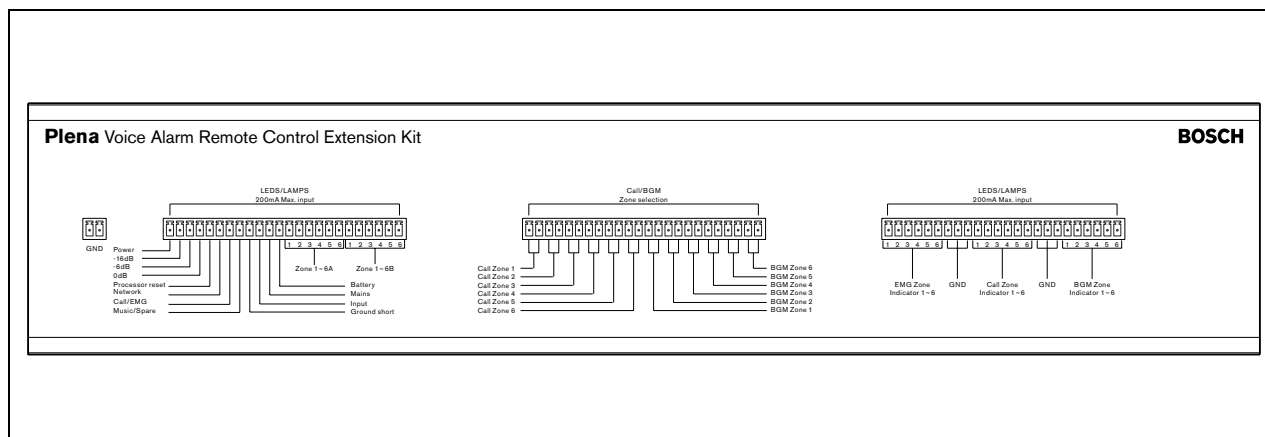 Plena Voice Alarm Remote Control Extension Kit
BOSCH
LEDS/LAMPS
200mA Max. input
GND
1 2 3 4 5 6 1 2 3 4 5 6
Power
-16dB
-6dB
0dB
Processor reset
Network
Call/EMG
Music/Spare
Zone 1~6A
Zone 1~6B
Battery
Mains
Input
Ground short
Call/BGM
Zone selection
Call Zone 1
Call Zone 2
Call Zone 3
Call Zone 4
Call Zone 5
Call Zone 6
BGM Zone 6
BGM Zone 5
BGM Zone 4
BGM Zone 3
BGM Zone 2
BGM Zone 1
LEDS/LAMPS
200mA Max. input
1 2 3 4 5 6
1 2 3 4 5 6
1 2 3 4 5 6
EMG Zone
Indicator 1~6
GND
Call Zone
Indicator 1~6
GND
BGM Zone
Indicator 1~6